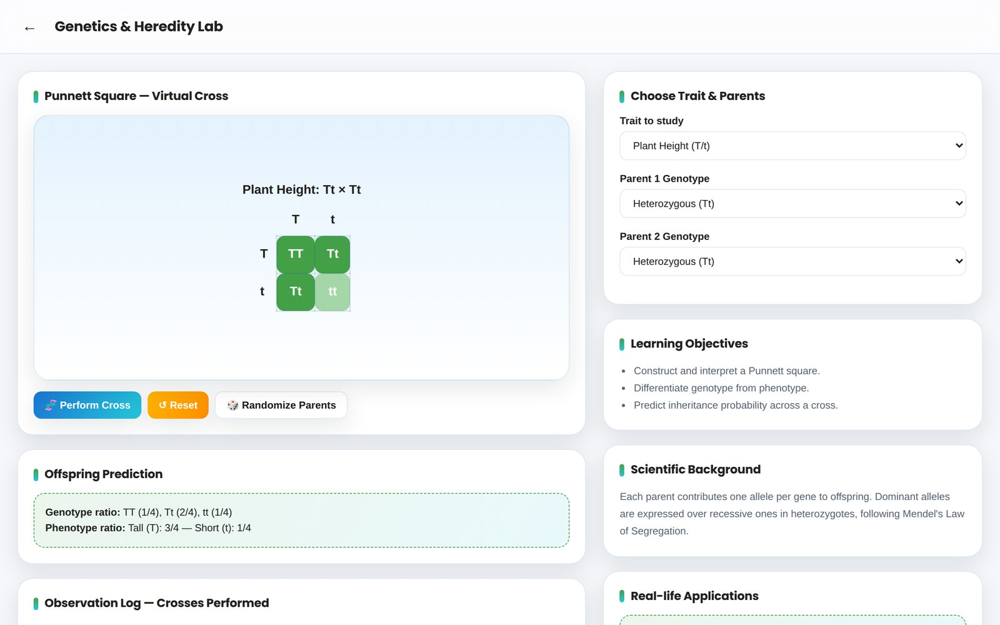 ← Genetics & Heredity Lab
Punnett Square — Virtual Cross
Plant Height: Tt × Tt
T t
T TT Tt
t Tt tt
🧬 Perform Cross
↺ Reset
🎲 Randomize Parents
Offspring Prediction
Genotype ratio: TT (1/4), Tt (2/4), tt (1/4)
Phenotype ratio: Tall (T): 3/4 — Short (t): 1/4
Observation Log — Crosses Performed
Choose Trait & Parents
Trait to study
Plant Height (T/t)
Parent 1 Genotype
Heterozygous (Tt)
Parent 2 Genotype
Heterozygous (Tt)
Learning Objectives
• Construct and interpret a Punnett square.
• Differentiate genotype from phenotype.
• Predict inheritance probability across a cross.
Scientific Background
Each parent contributes one allele per gene to offspring. Dominant alleles
are expressed over recessive ones in heterozygotes, following Mendel's Law
of Segregation.
Real-life Applications